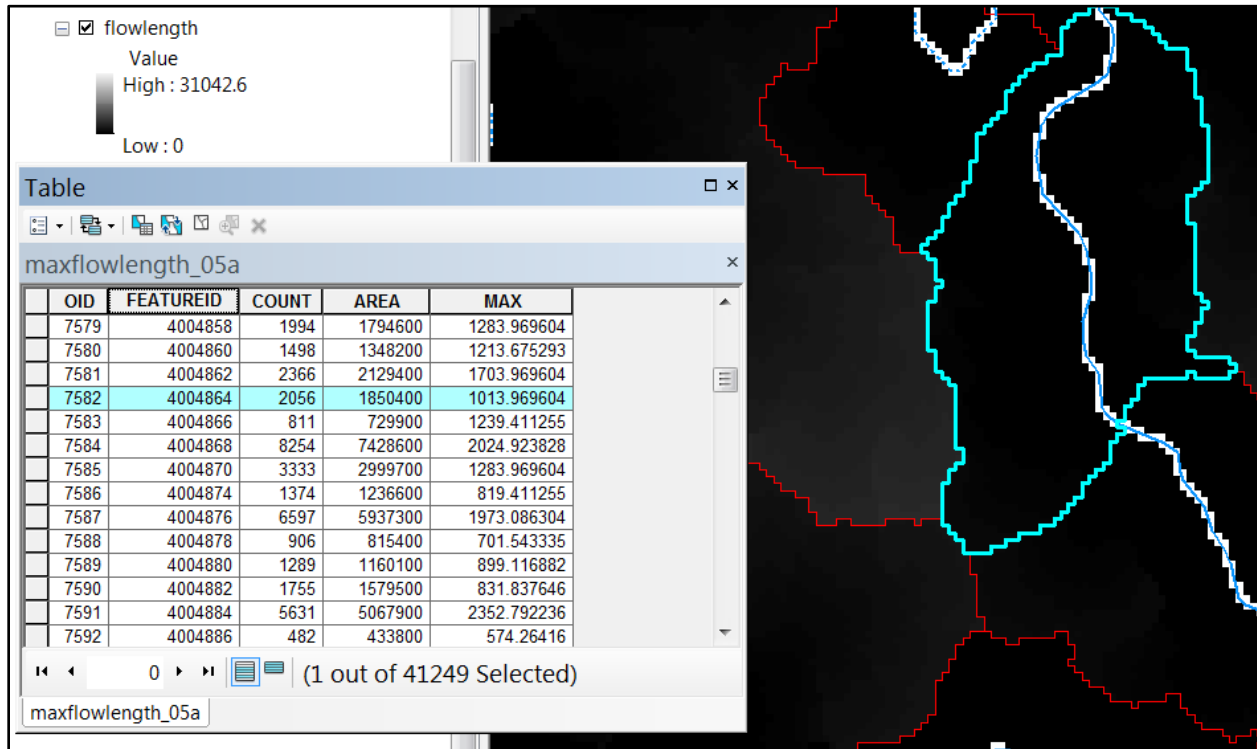 flowlength
Value
High : 31042.6
Low : 0
Table
maxflowlength_05a
OID FEATUREID COUNT AREA MAX
7579 4004858 1994 1794600 1283.969604
7580 4004860 1498 1348200 1213.675293
7581 4004862 2366 2129400 1703.969604
7582 4004864 2056 1850400 1013.969604
7583 4004866 811 729900 1239.411255
7584 4004868 8254 7428600 2024.923828
7585 4004870 3333 2999700 1283.969604
7586 4004874 1374 1236600 819.411255
7587 4004876 6597 5937300 1973.086304
7588 4004878 906 815400 701.543335
7589 4004880 1289 1160100 899.116882
7590 4004882 1755 1579500 831.837646
7591 4004884 5631 5067900 2352.792236
7592 4004886 482 433800 574.26416
0 (1 out of 41249 Selected)
maxflowlength_05a